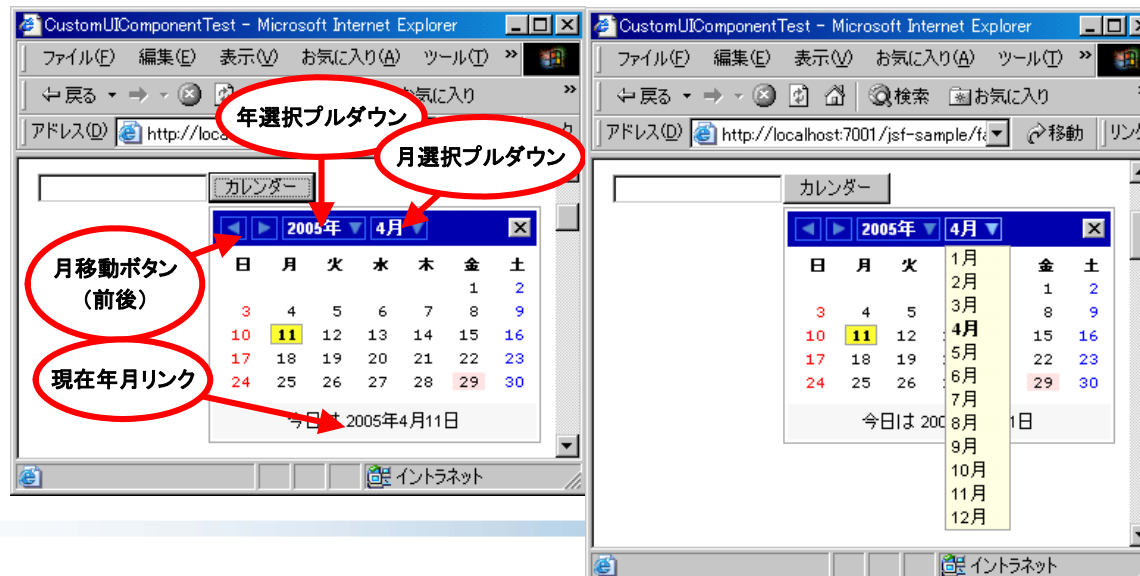 CustomUIComponentTest - Microsoft Internet Explorer
ファイル(F) 編集(E) 表示(V) お気に入り(A) ツール(T) »
戻る 気に入り »
アドレス(D) http://loc
年選択プルダウン
月選択プルダウン
カレンダー
2005年 4月
日 月 火 水 木 金 土
1 2
3 4 5 6 7 8 9
10 11 12 13 14 15 16
17 18 19 20 21 22 23
24 25 26 27 28 29 30
今日は 2005年4月11日
月移動ボタン
(前後)
現在年月リンク
イントラネット
CustomUIComponentTest - Microsoft Internet Explorer
ファイル(F) 編集(E) 表示(V) お気に入り(A) ツール(T) »
戻る 検索 お気に入り
アドレス(D) http://localhost:7001/jsf-sample/fa 移動 リンク
カレンダー
2005年 4月
日 月 火 金 土
1 2
3 4 5 8 9
10 11 12 15 16
17 18 19 22 23
24 25 26 29 30
今日は 200 1日
1月
2月
3月
4月
5月
6月
7月
8月
9月
10月
11月
12月
イントラネット